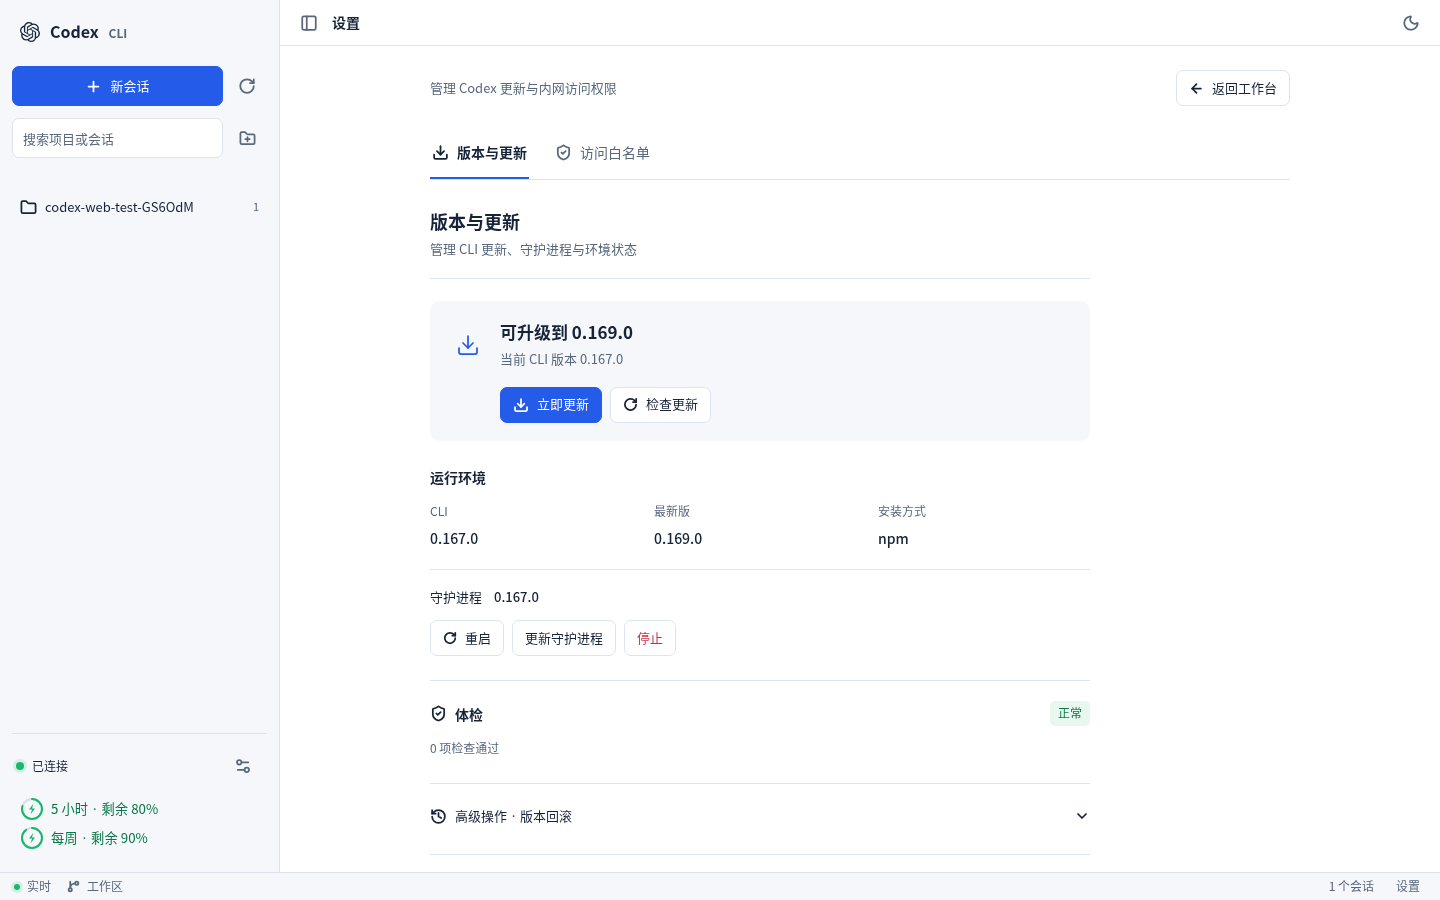 Codex CLI
新会话
搜索项目或会话
codex-web-test-GS6OdM 1
已连接
5 小时 · 剩余 80%
每周 · 剩余 90%
设置
管理 Codex 更新与内网访问权限
返回工作台
版本与更新 访问白名单
版本与更新
管理 CLI 更新、守护进程与环境状态
可升级到 0.169.0
当前 CLI 版本 0.167.0
立即更新 检查更新
运行环境
CLI 最新版 安装方式
0.167.0 0.169.0 npm
守护进程 0.167.0
重启 更新守护进程 停止
体检 正常
0 项检查通过
高级操作 · 版本回滚
实时 工作区 1 个会话 设置